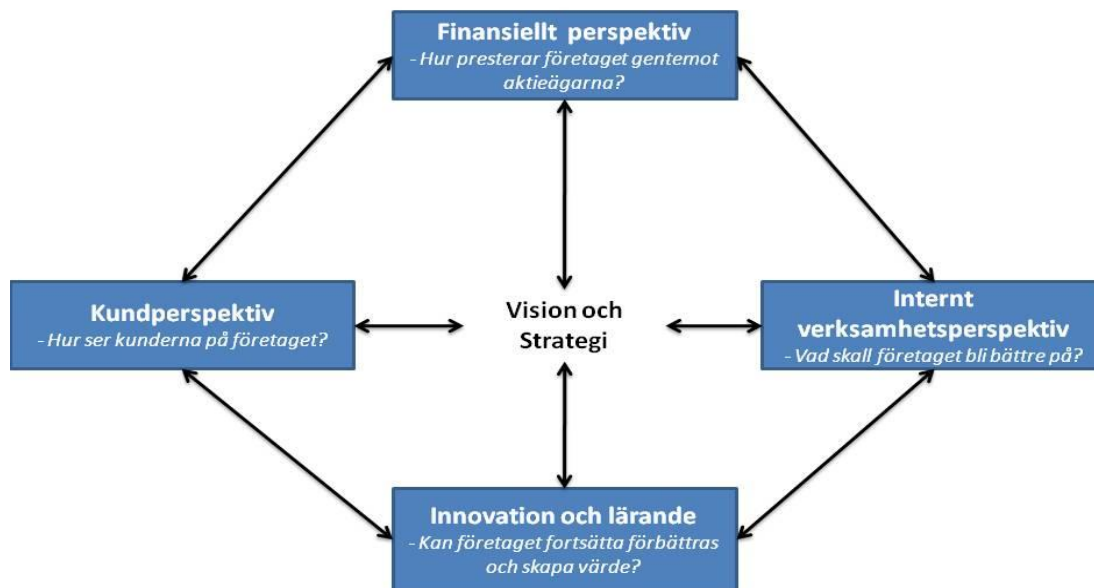 Finansiellt perspektiv
- Hur presterar företaget gentemot
aktieägarna?
Kundperspektiv
- Hur ser kunderna på företaget?
Vision och
Strategi
Internt
verksamhetsperspektiv
- Vad skall företaget bli bättre på?
Innovation och lärande
- Kan företaget fortsätta förbättras
och skapa värde?